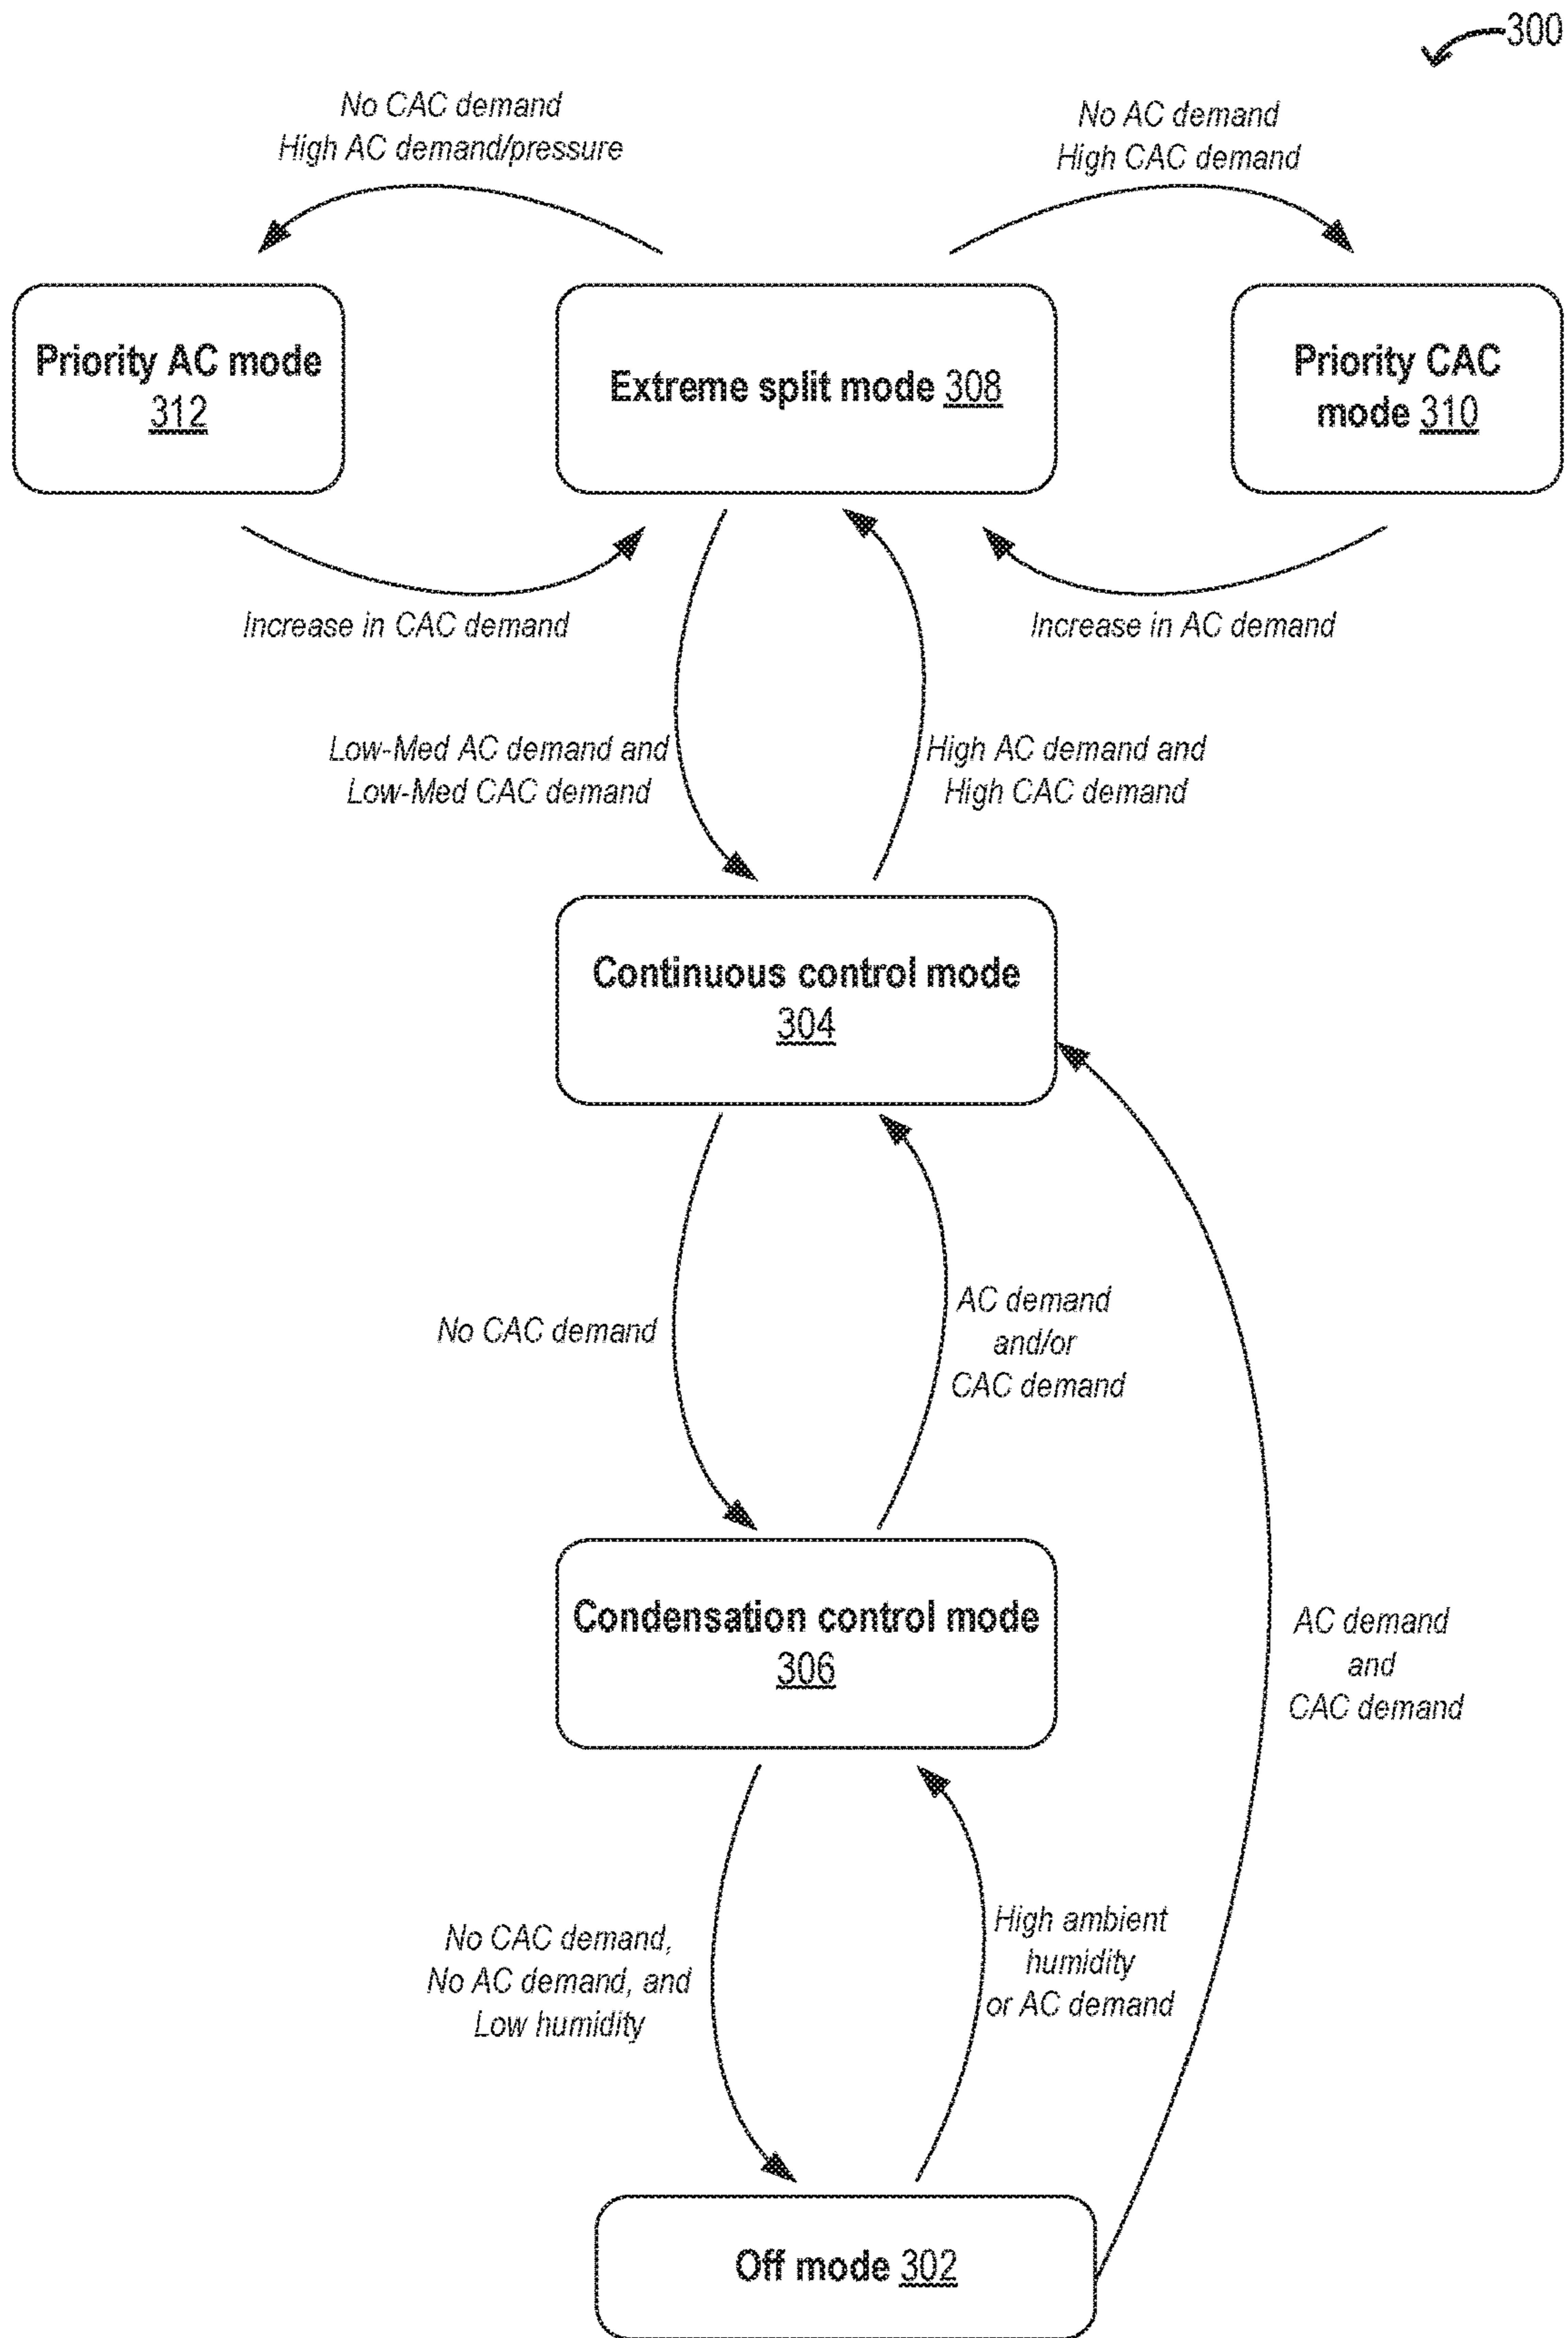 300
No CAC demand
High AC demand/pressure
No AC demand
High CAC demand
Priority AC mode
312
Extreme split mode 308
Priority CAC
mode 310
Increase in CAC demand
Increase in AC demand
Low-Med AC demand and
Low-Med CAC demand
High AC demand and
High CAC demand
Continuous control mode
304
No CAC demand
AC demand
and/or
CAC demand
Condensation control mode
306
AC demand
and
CAC demand
No CAC demand,
No AC demand, and
Low humidity
High ambient
humidity
or AC demand
Off mode 302